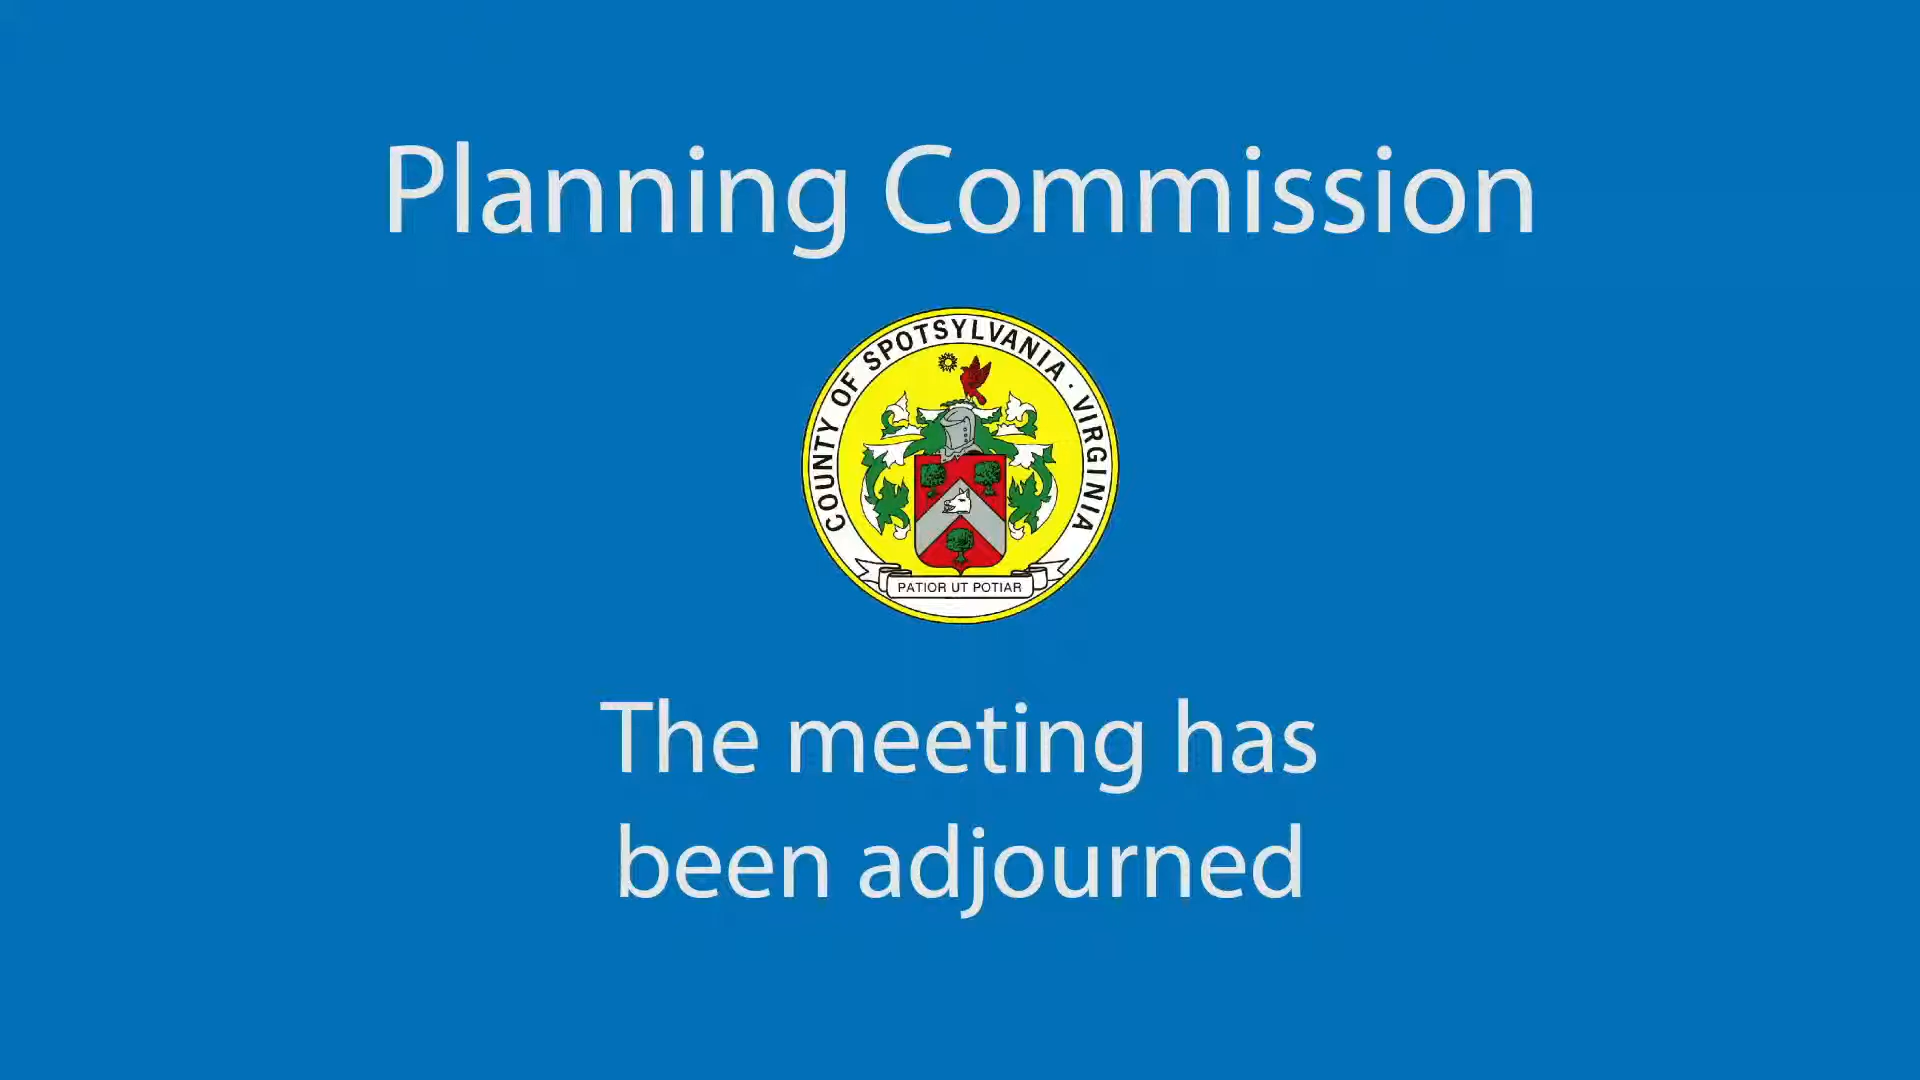 Planning Commission
COUNTY OF SPOTSYLVANIA · VIRGINIA
PATIOR UT POTIAR
The meeting has
been adjourned